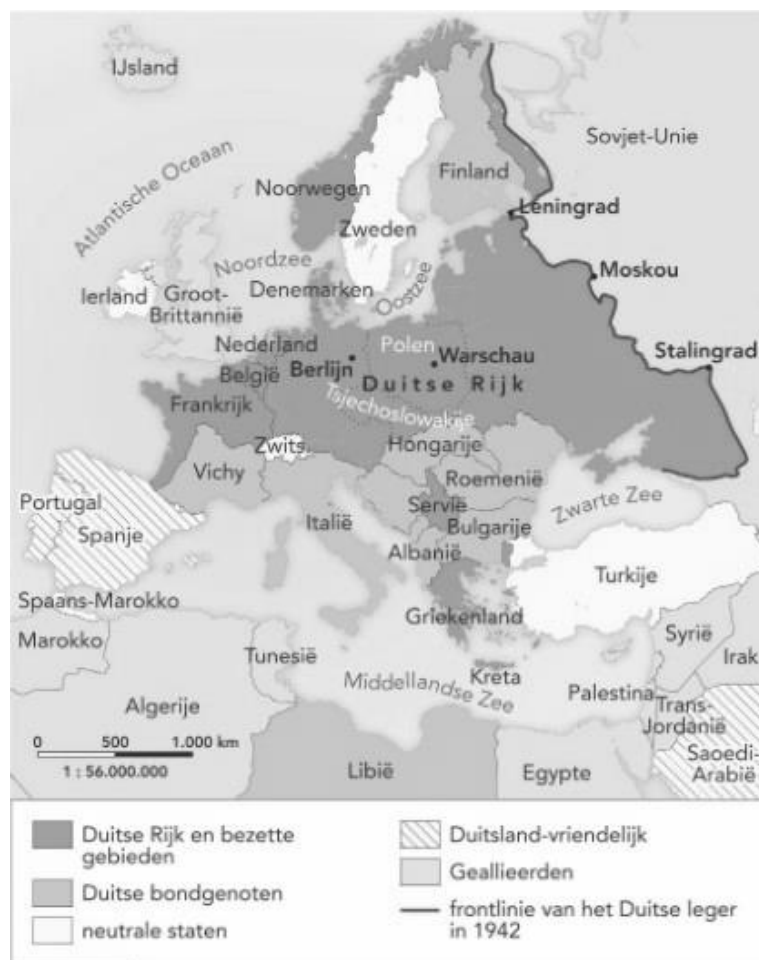 IJsland
Sovjet-Unie
Atlantische Oceaan
Finland
Noorwegen
Leningrad
Zweden
Noordzee
Moskou
Ierland
Groot-
Brittannië
Denemarken
Oostzee
Nederland
Polen
Stalingrad
België
Berlijn
Warschau
Duitse Rijk
Frankrijk
Tsjechoslowakije
Zwits.
Hongarije
Vichy
Roemenië
Servië
Zwarte Zee
Portugal
Italië
Bulgarije
Spanje
Albanië
Turkije
Spaans-Marokko
Griekenland
Marokko
Syrië
Tunesië
Irak
Kreta
Middellandse Zee
Palestina
Algerije
Trans-
Jordanië
0 500 1.000 km
1 : 56.000.000
Libië
Egypte
Saoedi-
Arabië
Duitse Rijk en bezette
gebieden
Duitse bondgenoten
neutrale staten
Duitsland-vriendelijk
Geallieerden
frontlinie van het Duitse leger
in 1942